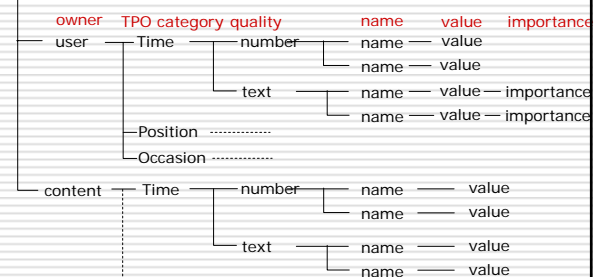 owner TPO category quality name value importance
user Time number name value
name value
text name value importance
name value importance
Position
Occasion
content Time number name value
name value
text name value
name value